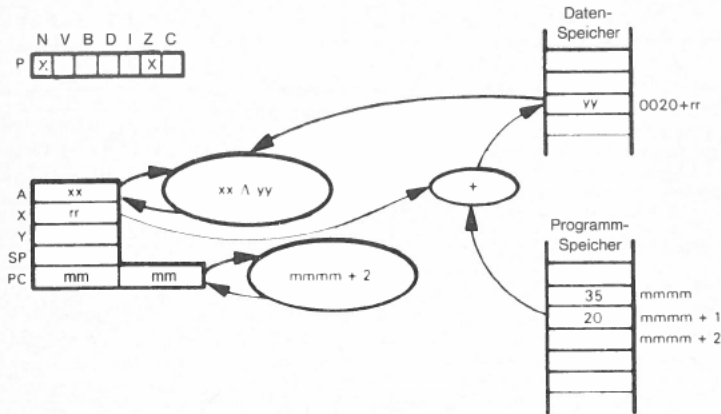 N V B D I Z C
P X X
Daten-
Speicher
yy 0020+rr
xx Λ yy
+
A xx
X rr
Y
SP
PC mm mm
mmmm + 2
Programm-
Speicher
35 mmmm
20 mmmm + 1
mmmm + 2